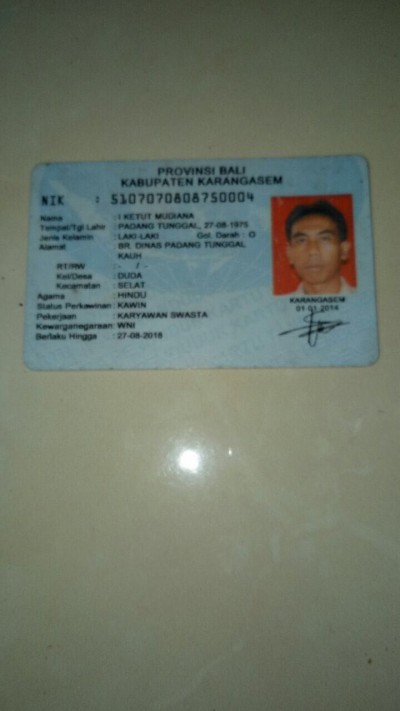 PROVINSI BALI
KABUPATEN KARANGASEM
NIK : 5107070808750004
Nama : I KETUT MUDIANA
Tempat/Tgl Lahir : PADANG TUNGGAL, 27-08-1975
Jenis Kelamin : LAKI-LAKI Gol. Darah : O
Alamat : BR. DINAS PADANG TUNGGAL
KAUH
RT/RW : - / -
Kel/Desa : DUDA
Kecamatan : SELAT
Agama : HINDU
Status Perkawinan : KAWIN
Pekerjaan : KARYAWAN SWASTA
Kewarganegaraan : WNI
Berlaku Hingga : 27-08-2018
KARANGASEM
01-01-2014